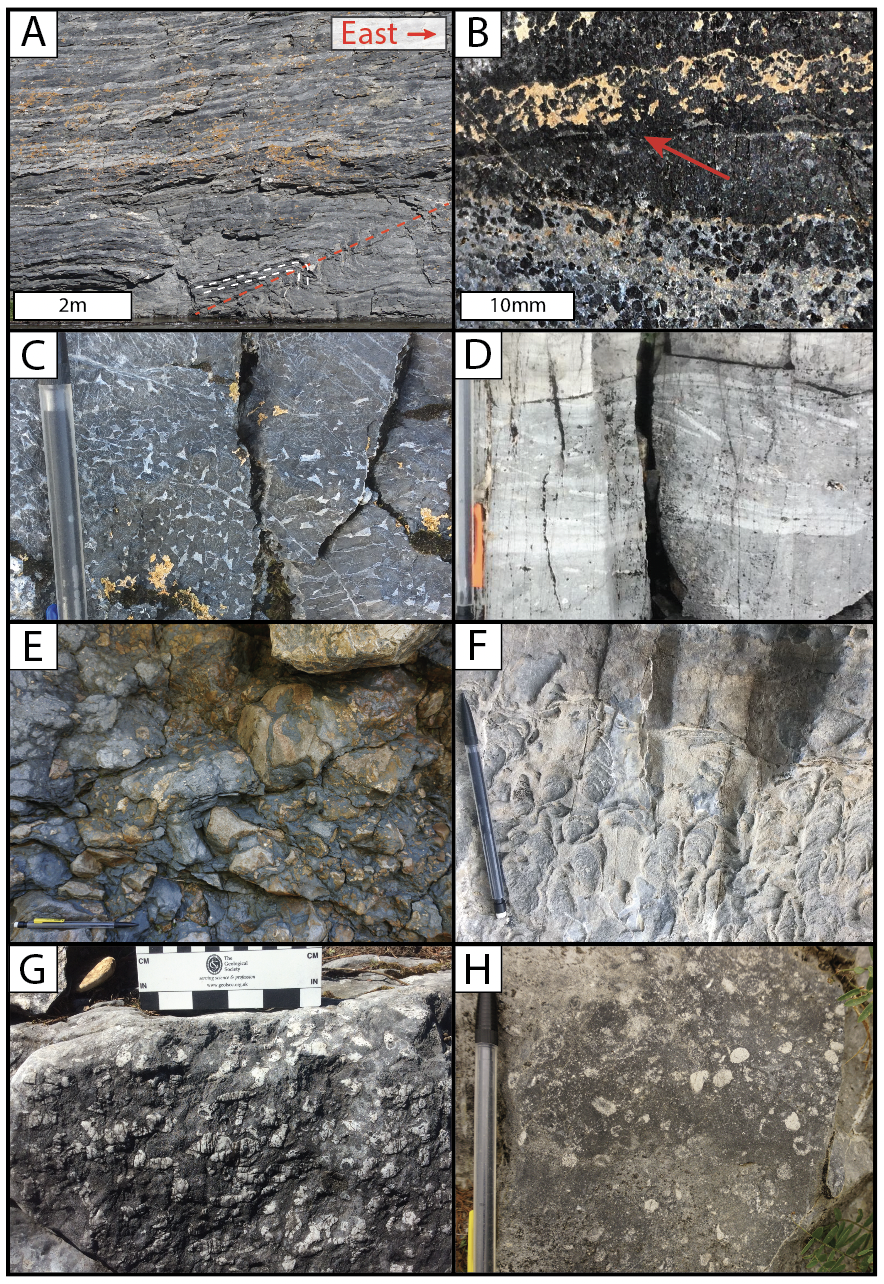 A
East →
2m
B
10mm
C
D
E
F
G
CM
CM
The
Geological
Society
serving science & profession
www.geolsoc.org.uk
IN
IN
H